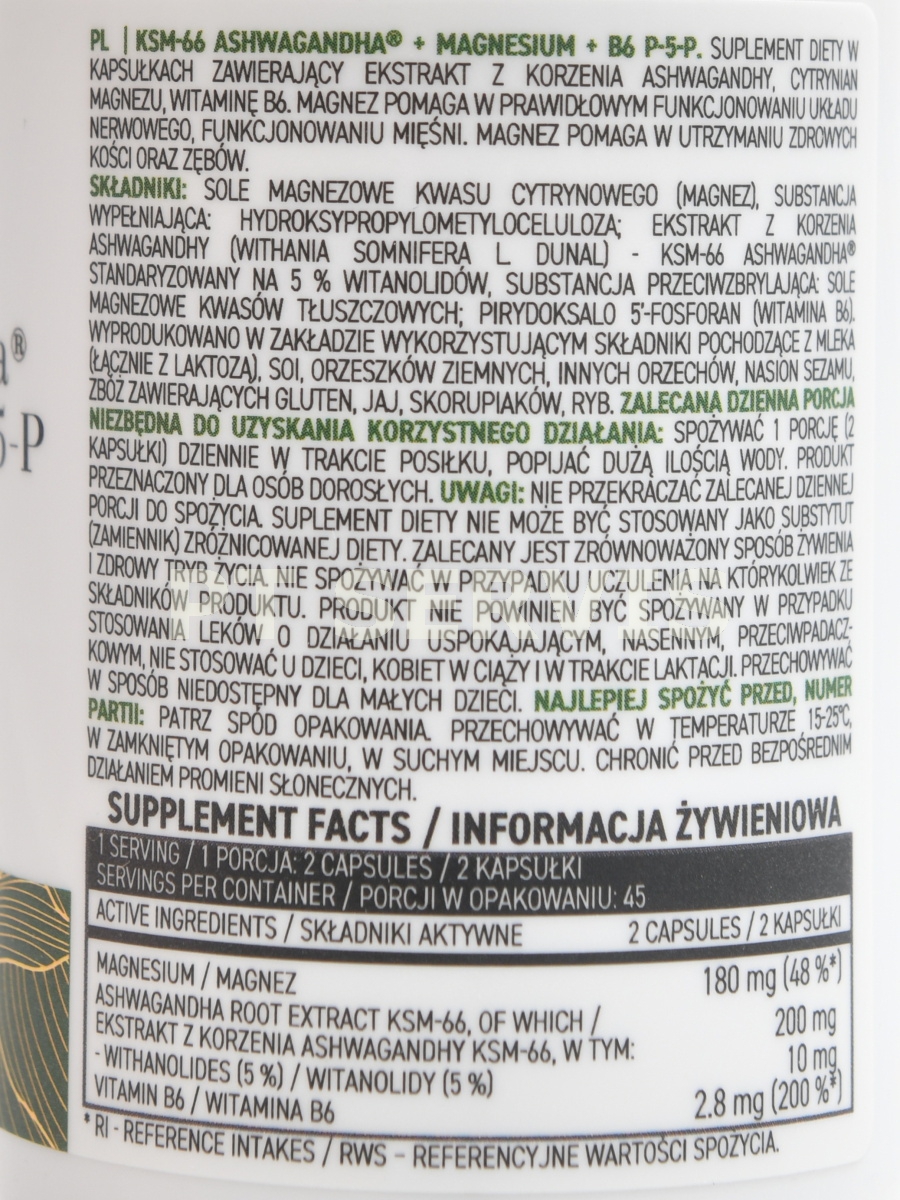 PL | KSM-66 ASHWAGANDHA® + MAGNESIUM + B6 P-5-P. SUPLEMENT DIETY W
KAPSUŁKACH ZAWIERAJĄCY EKSTRAKT Z KORZENIA ASHWAGANDHY, CYTRYNIAN
MAGNEZU, WITAMINĘ B6. MAGNEZ POMAGA W PRAWIDŁOWYM FUNKCJONOWANIU UKŁADU
NERWOWEGO, FUNKCJONOWANIU MIĘŚNI. MAGNEZ POMAGA W UTRZYMANIU ZDROWYCH
KOŚCI ORAZ ZĘBÓW.
SKŁADNIKI: SOLE MAGNEZOWE KWASU CYTRYNOWEGO (MAGNEZ), SUBSTANCJA
WYPEŁNIAJĄCA: HYDROKSYPROPYLOMETYLOCELULOZA; EKSTRAKT Z KORZENIA
ASHWAGANDHY (WITHANIA SOMNIFERA L. DUNAL) - KSM-66 ASHWAGANDHA®
STANDARYZOWANY NA 5 % WITANOLIDÓW, SUBSTANCJA PRZECIWZBRYLAJĄCA: SOLE
MAGNEZOWE KWASÓW TŁUSZCZOWYCH; PIRYDOKSALO 5'-FOSFORAN (WITAMINA B6).
WYPRODUKOWANO W ZAKŁADZIE WYKORZYSTUJĄCYM SKŁADNIKI POCHODZĄCE Z MLEKA
(ŁĄCZNIE Z LAKTOZĄ), SOI, ORZESZKÓW ZIEMNYCH, INNYCH ORZECHÓW, NASION SEZAMU,
ZBÓŻ ZAWIERAJĄCYCH GLUTEN, JAJ, SKORUPIAKÓW, RYB. ZALECANA DZIENNA PORCJA
NIEZBĘDNA DO UZYSKANIA KORZYSTNEGO DZIAŁANIA: SPOŻYWAĆ 1 PORCJĘ (2
KAPSUŁKI) DZIENNIE W TRAKCIE POSIŁKU, POPIJAĆ DUŻĄ ILOŚCIĄ WODY. PRODUKT
PRZEZNACZONY DLA OSÓB DOROSŁYCH. UWAGI: NIE PRZEKRACZAĆ ZALECANEJ DZIENNEJ
PORCJI DO SPOŻYCIA. SUPLEMENT DIETY NIE MOŻE BYĆ STOSOWANY JAKO SUBSTYTUT
(ZAMIENNIK) ZRÓŻNICOWANEJ DIETY. ZALECANY JEST ZRÓWNOWAŻONY SPOSÓB ŻYWIENIA
I ZDROWY TRYB ŻYCIA. NIE SPOŻYWAĆ W PRZYPADKU UCZULENIA NA KTÓRYKOLWIEK ZE
SKŁADNIKÓW PRODUKTU. PRODUKT NIE POWINIEN BYĆ SPOŻYWANY W PRZYPADKU
STOSOWANIA LEKÓW O DZIAŁANIU USPOKAJAJĄCYM, NASENNYM, PRZECIWPADACZ-
KOWYM, NIE STOSOWAĆ U DZIECI, KOBIET W CIĄŻY I W TRAKCIE LAKTACJI. PRZECHOWYWAĆ
W SPOSÓB NIEDOSTĘPNY DLA MAŁYCH DZIECI. NAJLEPIEJ SPOŻYĆ PRZED, NUMER
PARTII: PATRZ SPÓD OPAKOWANIA. PRZECHOWYWAĆ W TEMPERATURZE 15-25°C,
W ZAMKNIĘTYM OPAKOWANIU, W SUCHYM MIEJSCU. CHRONIĆ PRZED BEZPOŚREDNIM
DZIAŁANIEM PROMIENI SŁONECZNYCH.
SUPPLEMENT FACTS / INFORMACJA ŻYWIENIOWA
1 SERVING / 1 PORCJA: 2 CAPSULES / 2 KAPSUŁKI
SERVINGS PER CONTAINER / PORCJI W OPAKOWANIU: 45
ACTIVE INGREDIENTS / SKŁADNIKI AKTYWNE 2 CAPSULES / 2 KAPSUŁKI
MAGNESIUM / MAGNEZ 180 mg (48 %*)
ASHWAGANDHA ROOT EXTRACT KSM-66, OF WHICH / 200 mg
EKSTRAKT Z KORZENIA ASHWAGANDHY KSM-66, W TYM:
- WITHANOLIDES (5 %) / WITANOLIDY (5 %) 10 mg
VITAMIN B6 / WITAMINA B6 2.8 mg (200 %*)
* RI - REFERENCE INTAKES / RWS - REFERENCYJNE WARTOŚCI SPOŻYCIA.
a®
5-P